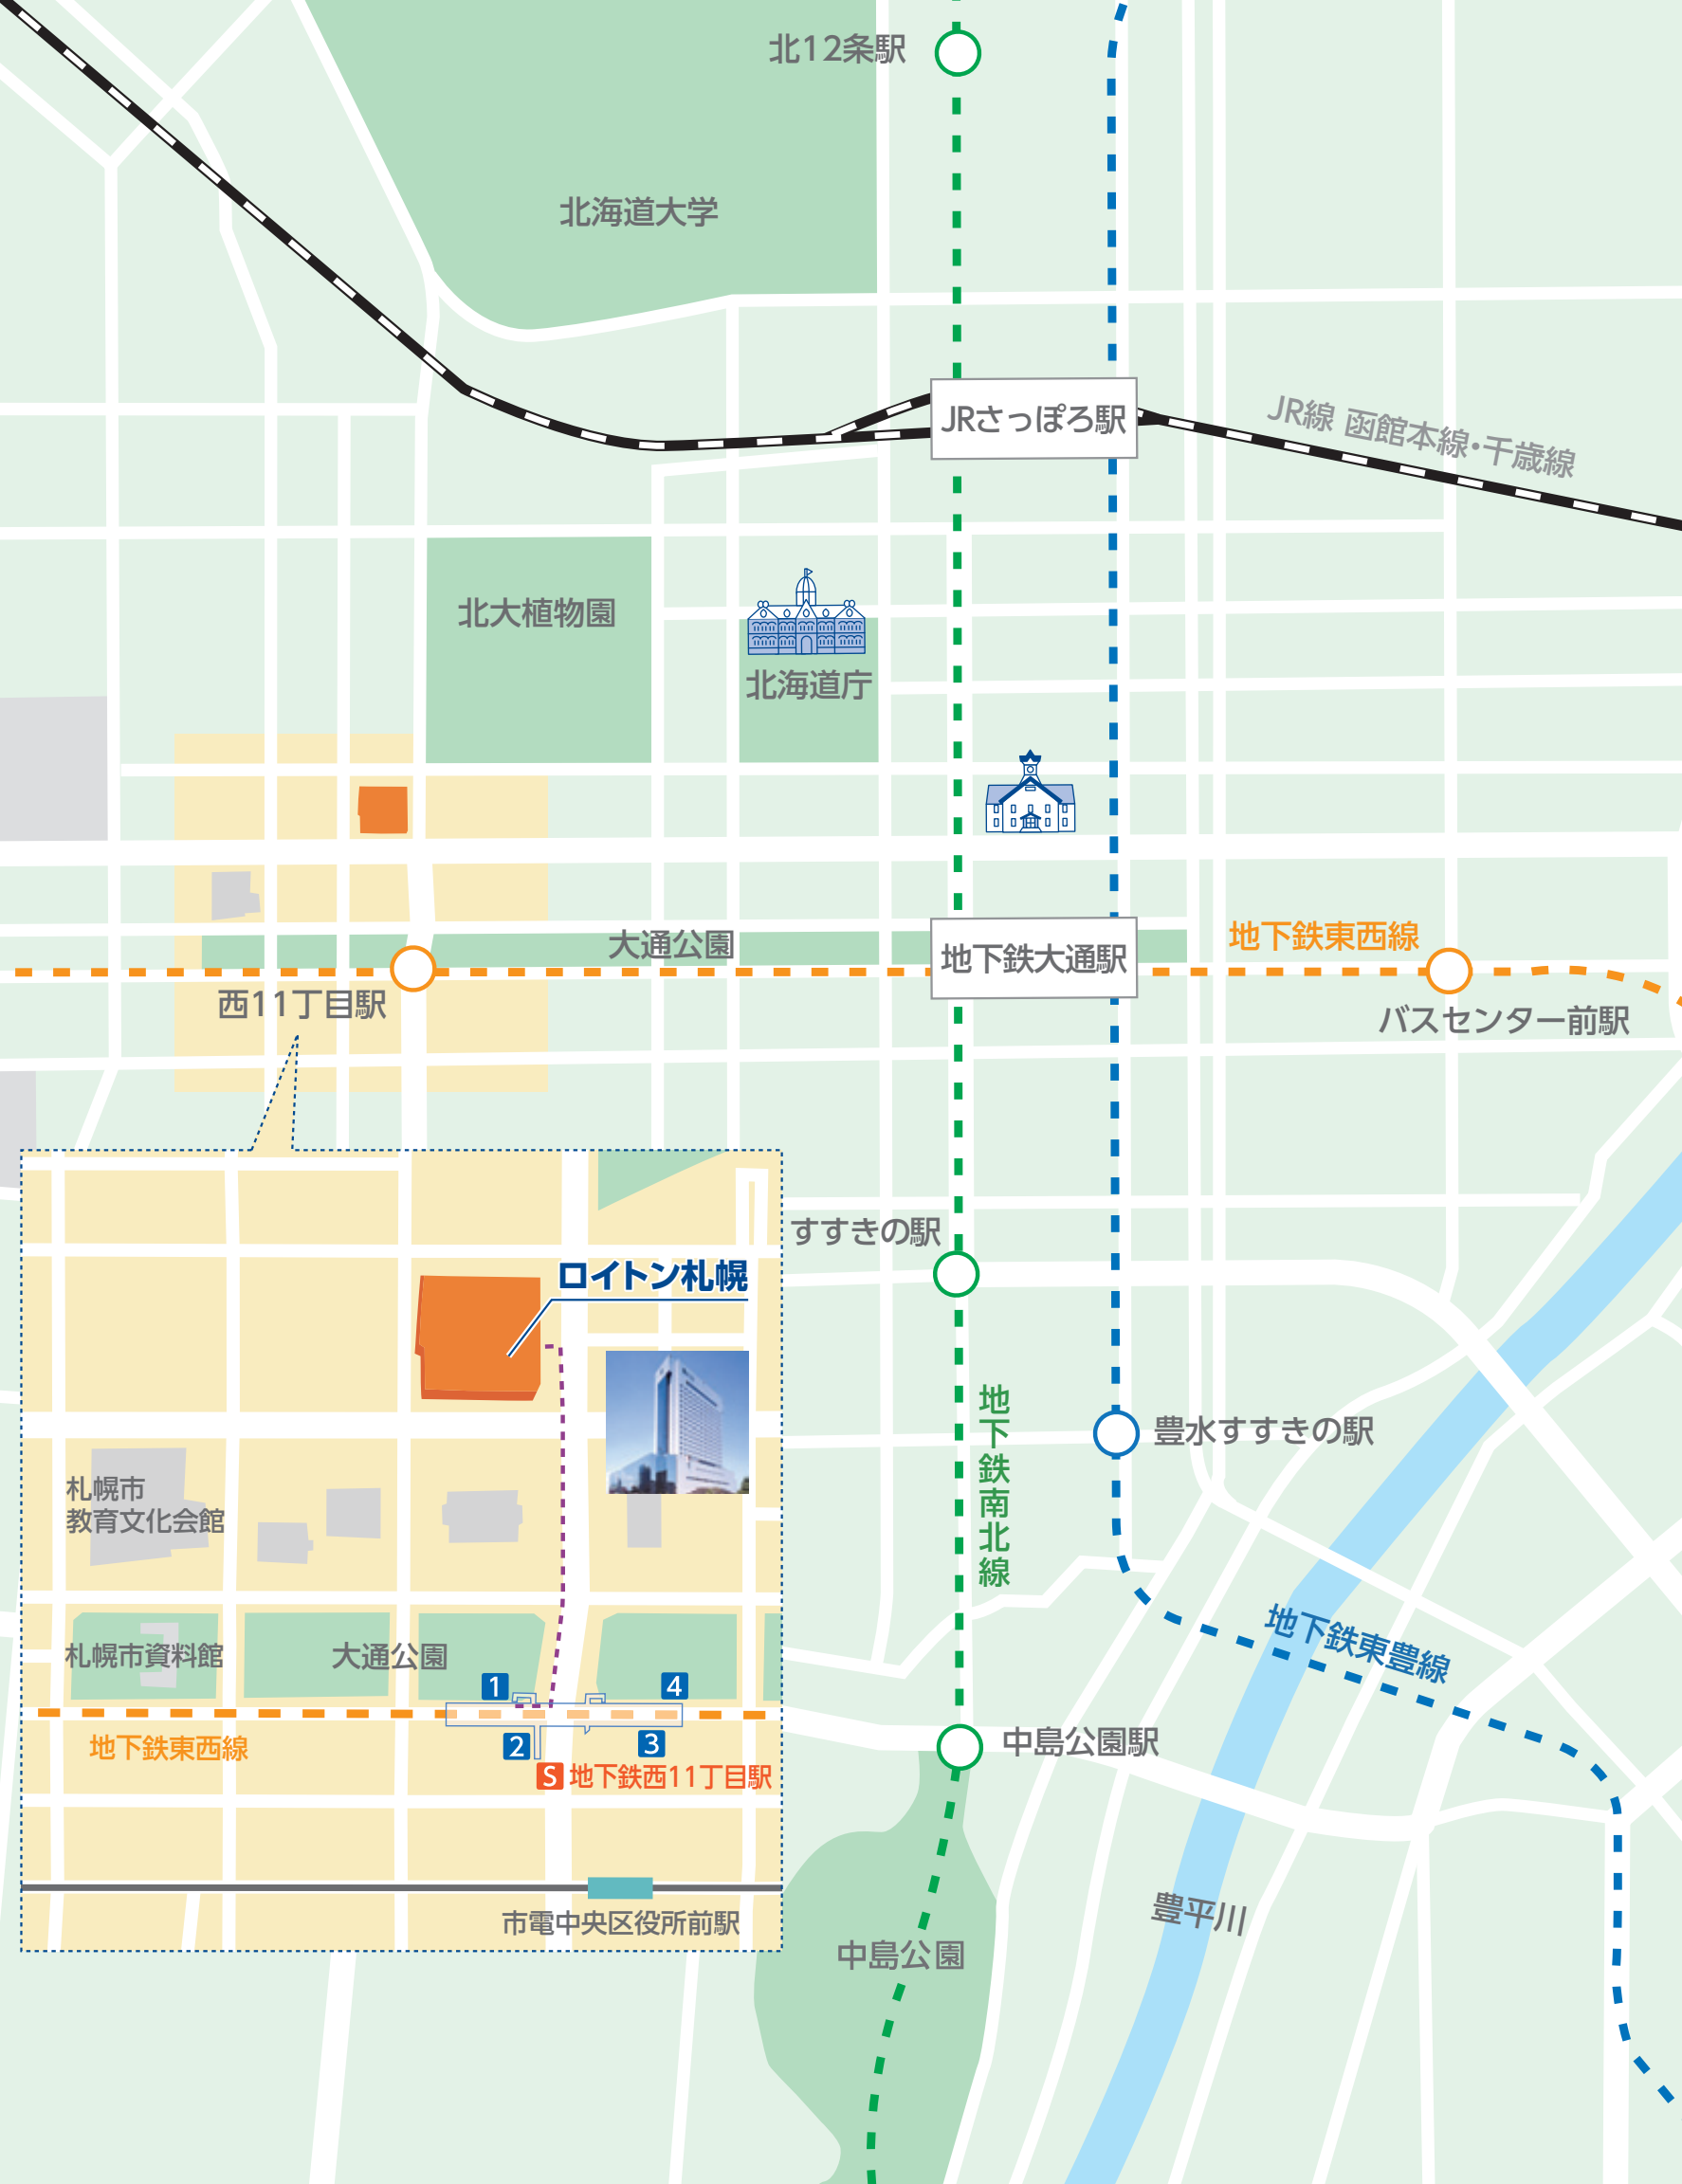 北12条駅
北海道大学
JRさっぽろ駅
JR線 函館本線・千歳線
北大植物園
北海道庁
大通公園
地下鉄大通駅
地下鉄東西線
西11丁目駅
バスセンター前駅
すすきの駅
ロイトン札幌
地下鉄南北線
豊水すすきの駅
札幌市
教育文化会館
札幌市資料館
大通公園
地下鉄東豊線
1
4
2
3
地下鉄東西線
S 地下鉄西11丁目駅
中島公園駅
市電中央区役所前駅
豊平川
中島公園